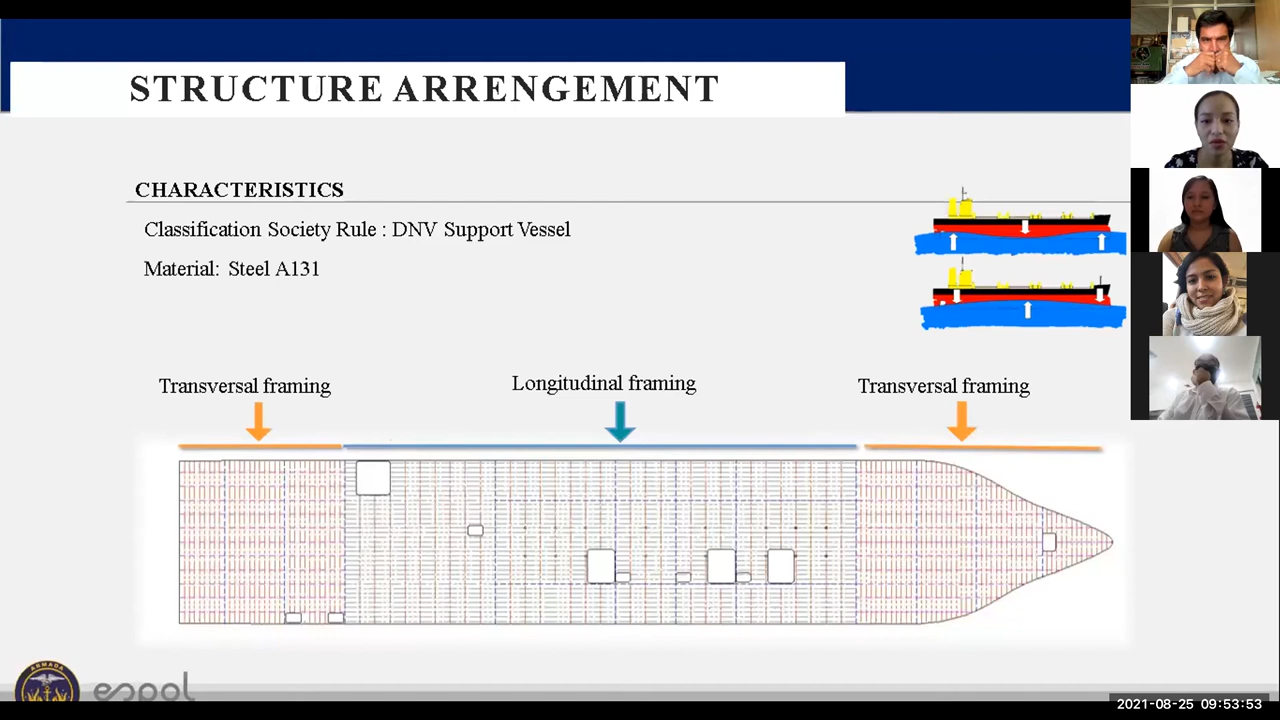 STRUCTURE ARRENGEMENT
CHARACTERISTICS
Classification Society Rule : DNV Support Vessel
Material: Steel A131
Transversal framing
Longitudinal framing
Transversal framing
ARMADA
espol
2021-08-25 09:53:53